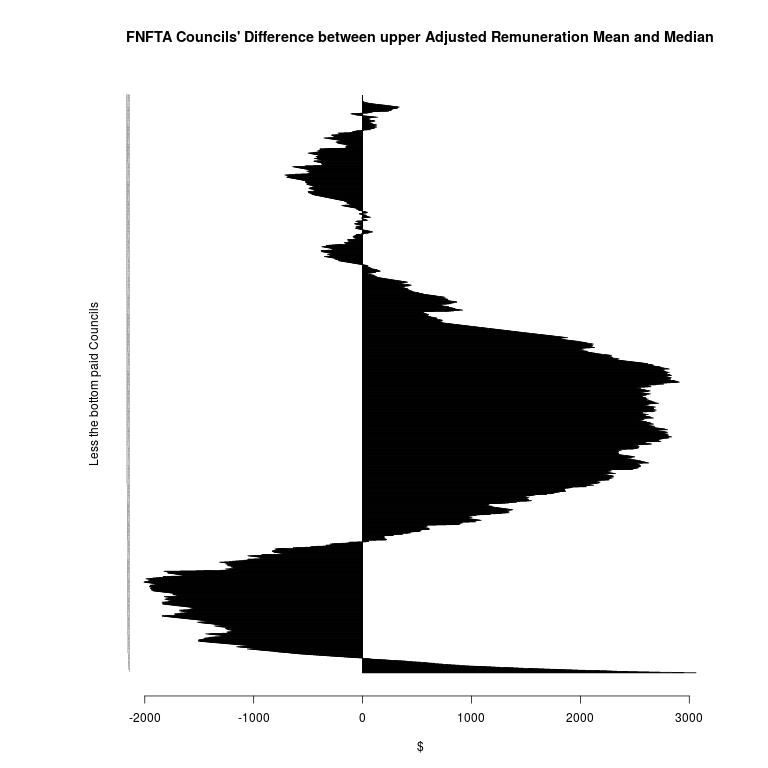 FNFTA Councils' Difference between upper Adjusted Remuneration Mean and Median
Less the bottom paid Councils
-2000 -1000 0 1000 2000 3000
$